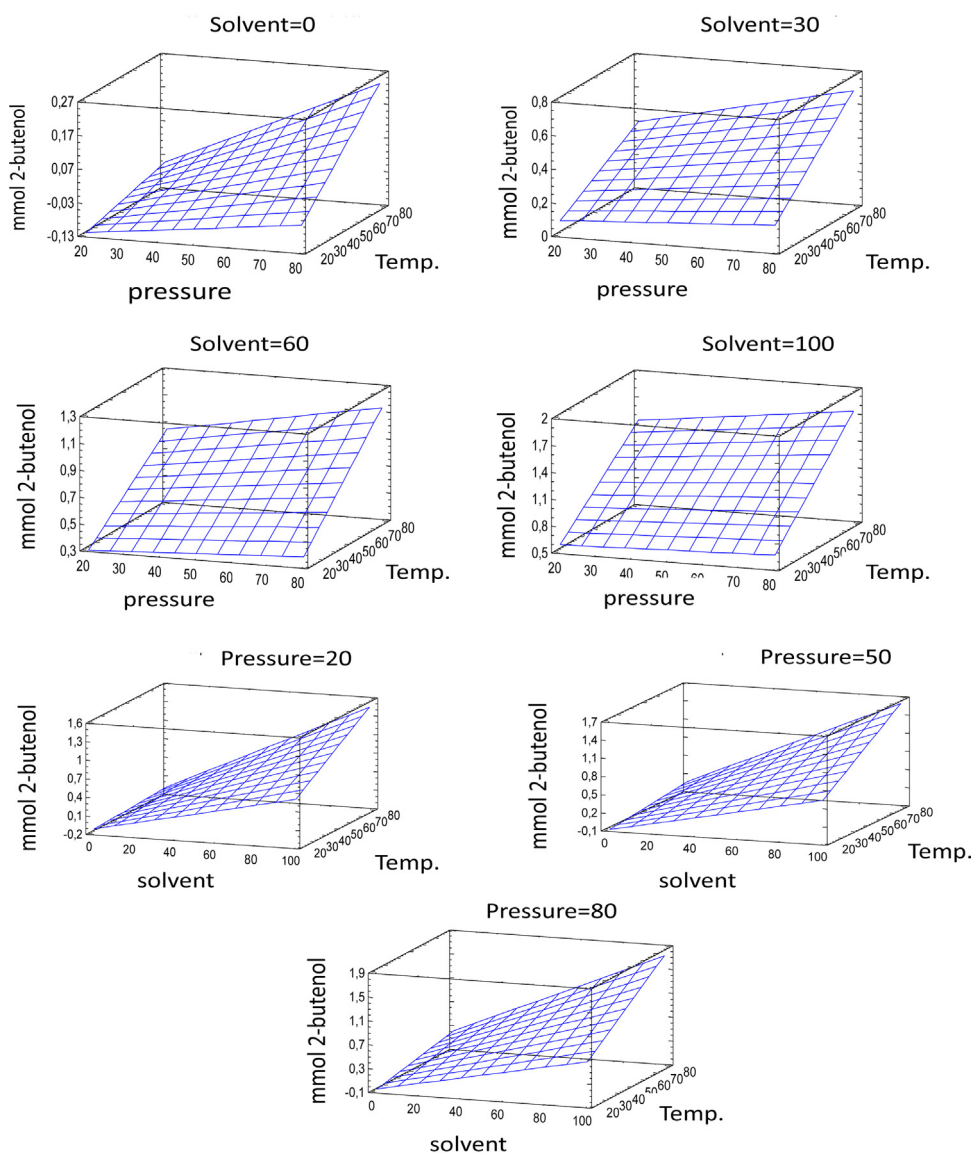 Solvent=0
0,27
0,17
0,07
-0,03
-0,13
mmol 2-butenol
20 30 40 50 60 70 80
pressure
20 30 40 50 60 70 80
Temp.
Solvent=30
0,8
0,6
0,4
0,2
0
mmol 2-butenol
20 30 40 50 60 70 80
pressure
20 30 40 50 60 70 80
Temp.
Solvent=60
1,3
1,1
0,9
0,7
0,5
0,3
mmol 2-butenol
20 30 40 50 60 70 80
pressure
20 30 40 50 60 70 80
Temp.
Solvent=100
2
1,7
1,4
1,1
0,8
0,5
mmol 2-butenol
20 30 40 50 60 70 80
pressure
20 30 40 50 60 70 80
Temp.
Pressure=20
1,6
1,3
1
0,7
0,4
0,1
-0,2
mmol 2-butenol
0 20 40 60 80 100
solvent
20 30 40 50 60 70 80
Temp.
Pressure=50
1,7
1,4
1,1
0,8
0,5
0,2
-0,1
mmol 2-butenol
0 20 40 60 80 100
solvent
20 30 40 50 60 70 80
Temp.
Pressure=80
1,9
1,5
1,1
0,7
0,3
-0,1
mmol 2-butenol
0 20 40 60 80 100
solvent
20 30 40 50 60 70 80
Temp.